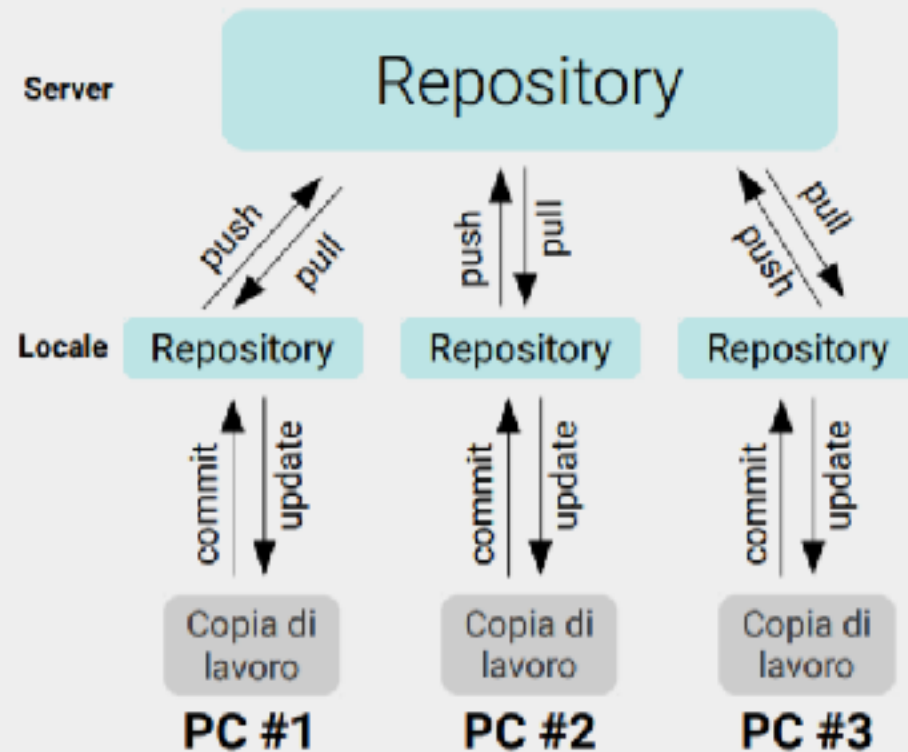 Server
Repository
push
pull
push
pull
push
pull
Locale
Repository
Repository
Repository
commit
update
commit
update
commit
update
Copia di
lavoro
Copia di
lavoro
Copia di
lavoro
PC #1
PC #2
PC #3